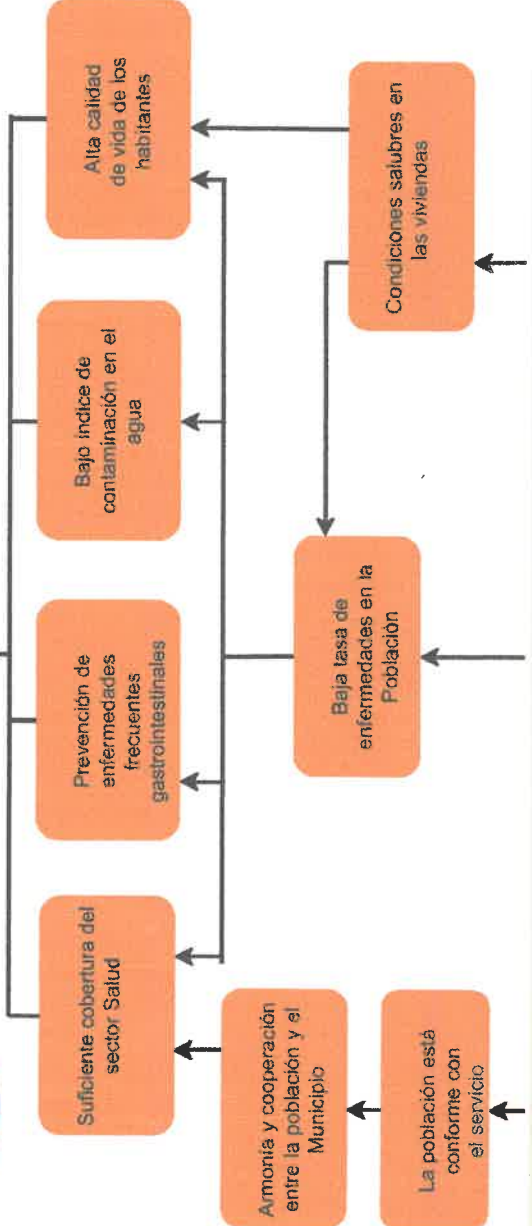 Suficiente cobertura del
sector Salud
Prevención de
enfermedades
frecuentes
gastrointestinales
Bajo índice de
contaminación en el
agua
Alta calidad
de vida de los
habitantes
Armonía y cooperación
entre la población y el
Municipio
Baja tasa de
enfermedades en la
Población
Condiciones salubres en
las viviendas
La población está
conforme con
el servicio